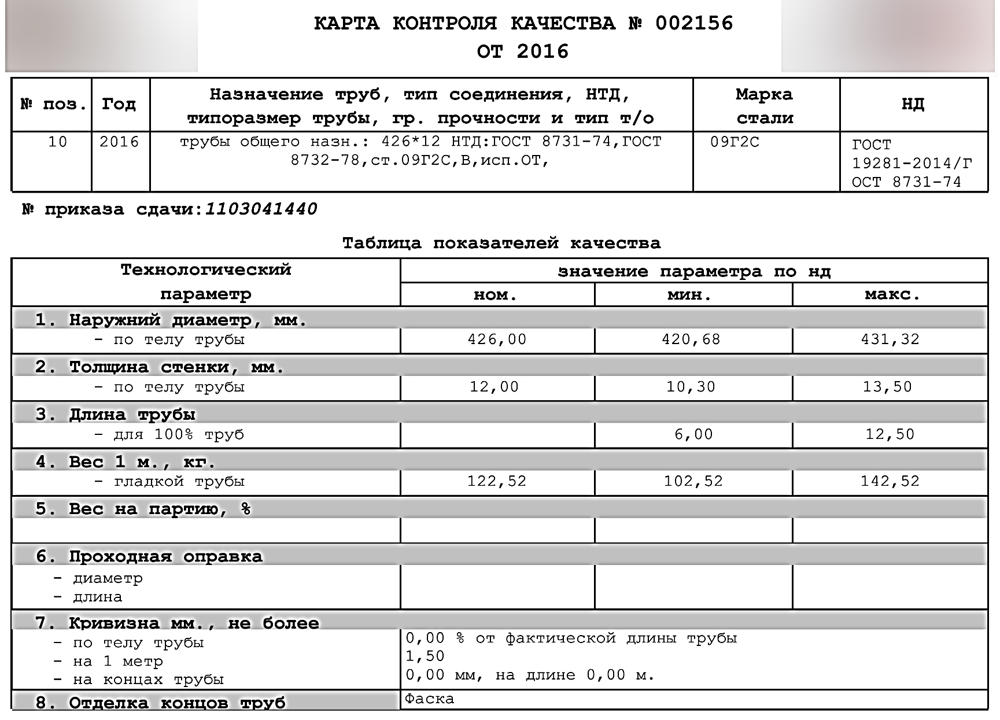 КАРТА КОНТРОЛЯ КАЧЕСТВА № 002156
ОТ 2016
№ поз. Год Назначение труб, тип соединения, НТД, типоразмер трубы, гр. прочности и тип т/о Марка стали НД
10 2016 трубы общего назн.: 426*12 НТД:ГОСТ 8731-74,ГОСТ 09Г2С ГОСТ
8732-78,ст.09Г2С,В,исп.ОТ, 19281-2014/Г
ОСТ 8731-74
№ приказа сдачи:1103041440
Таблица показателей качества
Технологический параметр значение параметра по нд
ном. мин. макс.
1. Наружний диаметр, мм.
- по телу трубы 426,00 420,68 431,32
2. Толщина стенки, мм.
- по телу трубы 12,00 10,30 13,50
3. Длина трубы
- для 100% труб 6,00 12,50
4. Вес 1 м., кг.
- гладкой трубы 122,52 102,52 142,52
5. Вес на партию, %
6. Проходная оправка
- диаметр
- длина
7. Кривизна мм., не более
- по телу трубы 0,00 % от фактической длины трубы
- на 1 метр 1,50
- на концах трубы 0,00 мм, на длине 0,00 м.
8. Отделка концов труб Фаска